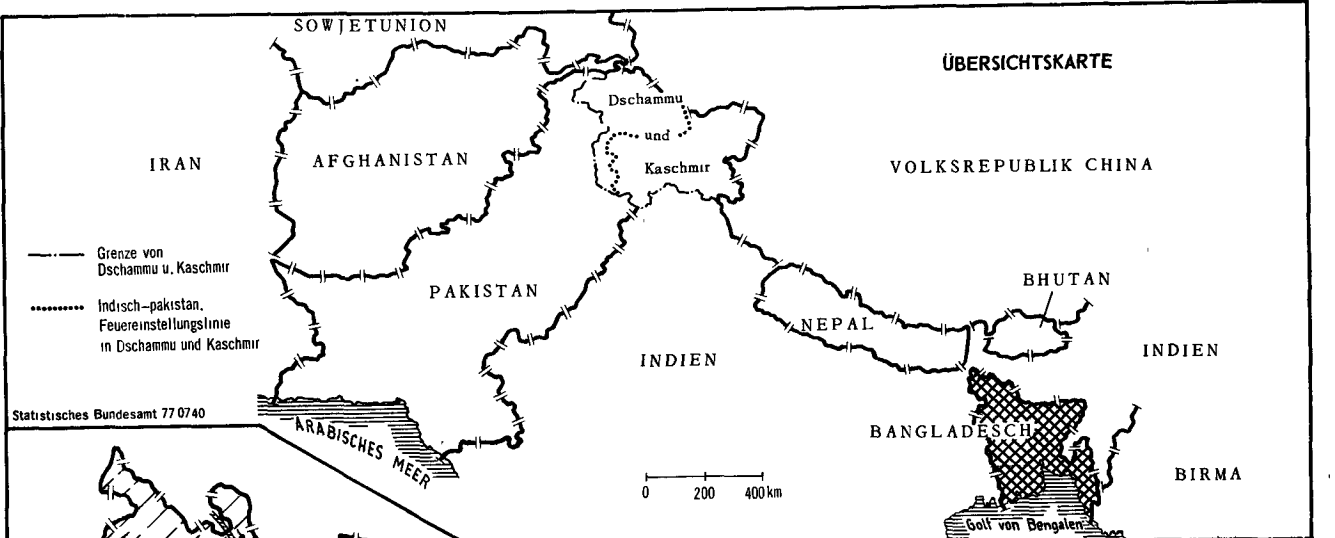 SOWJETUNION
ÜBERSICHTSKARTE
Dschammu
und
Kaschmir
IRAN
AFGHANISTAN
VOLKSREPUBLIK CHINA
Grenze von
Dschammu u. Kaschmir
Indisch-pakistan.
Feuereinstellungslinie
in Dschammu und Kaschmir
PAKISTAN
BHUTAN
NEPAL
INDIEN
INDIEN
Statistisches Bundesamt 77 0740
ARABISCHES MEER
BANGLADESCH
BIRMA
0 200 400 km
Golf von Bengalen